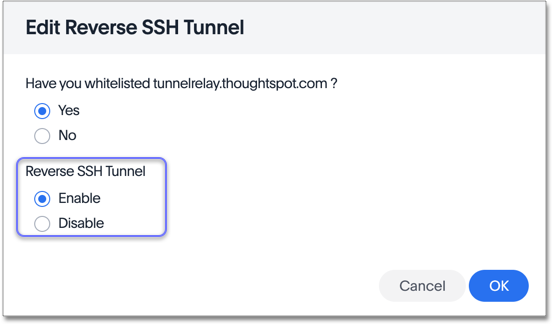 Edit Reverse SSH Tunnel
Have you whitelisted tunnelrelay.thoughtspot.com ?
Yes
No
Reverse SSH Tunnel
Enable
Disable
Cancel
OK